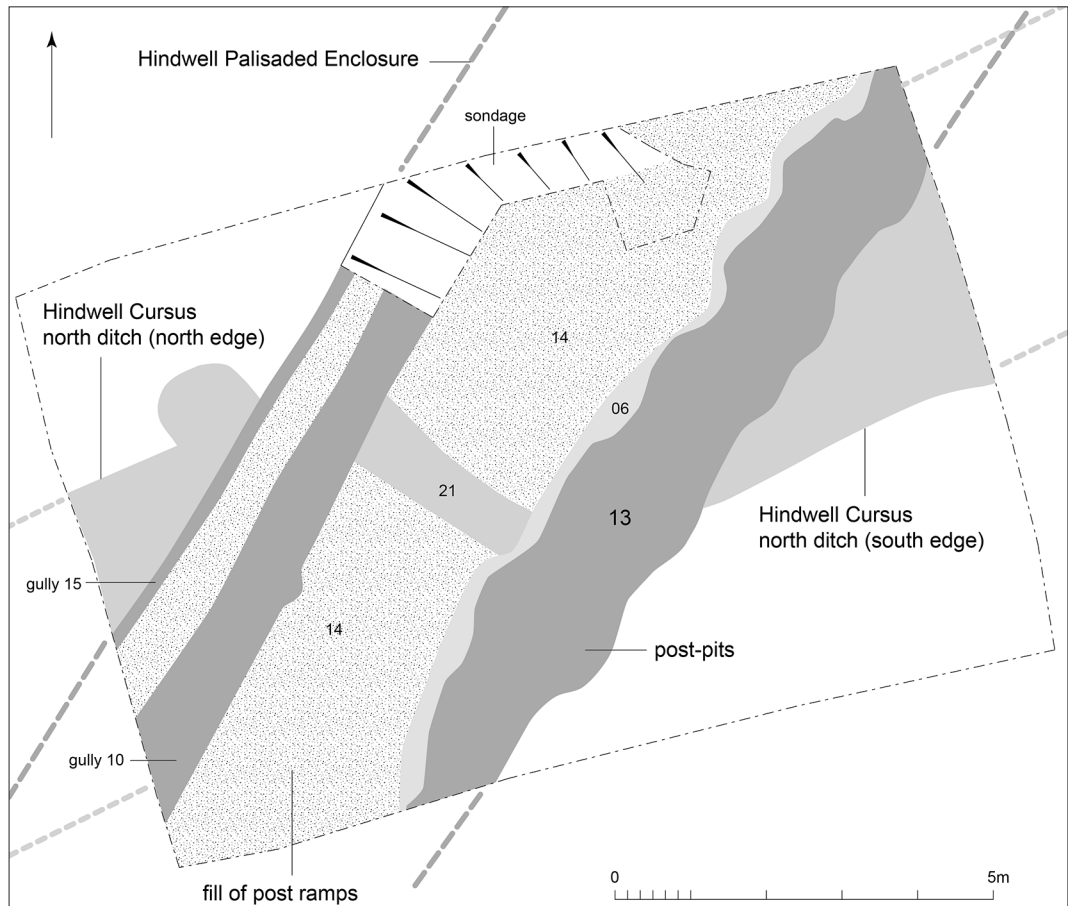 Hindwell Palisaded Enclosure
sondage
Hindwell Cursus
north ditch (north edge)
14
06
21
13
Hindwell Cursus
north ditch (south edge)
gully 15
14
post-pits
gully 10
fill of post ramps
0
5m